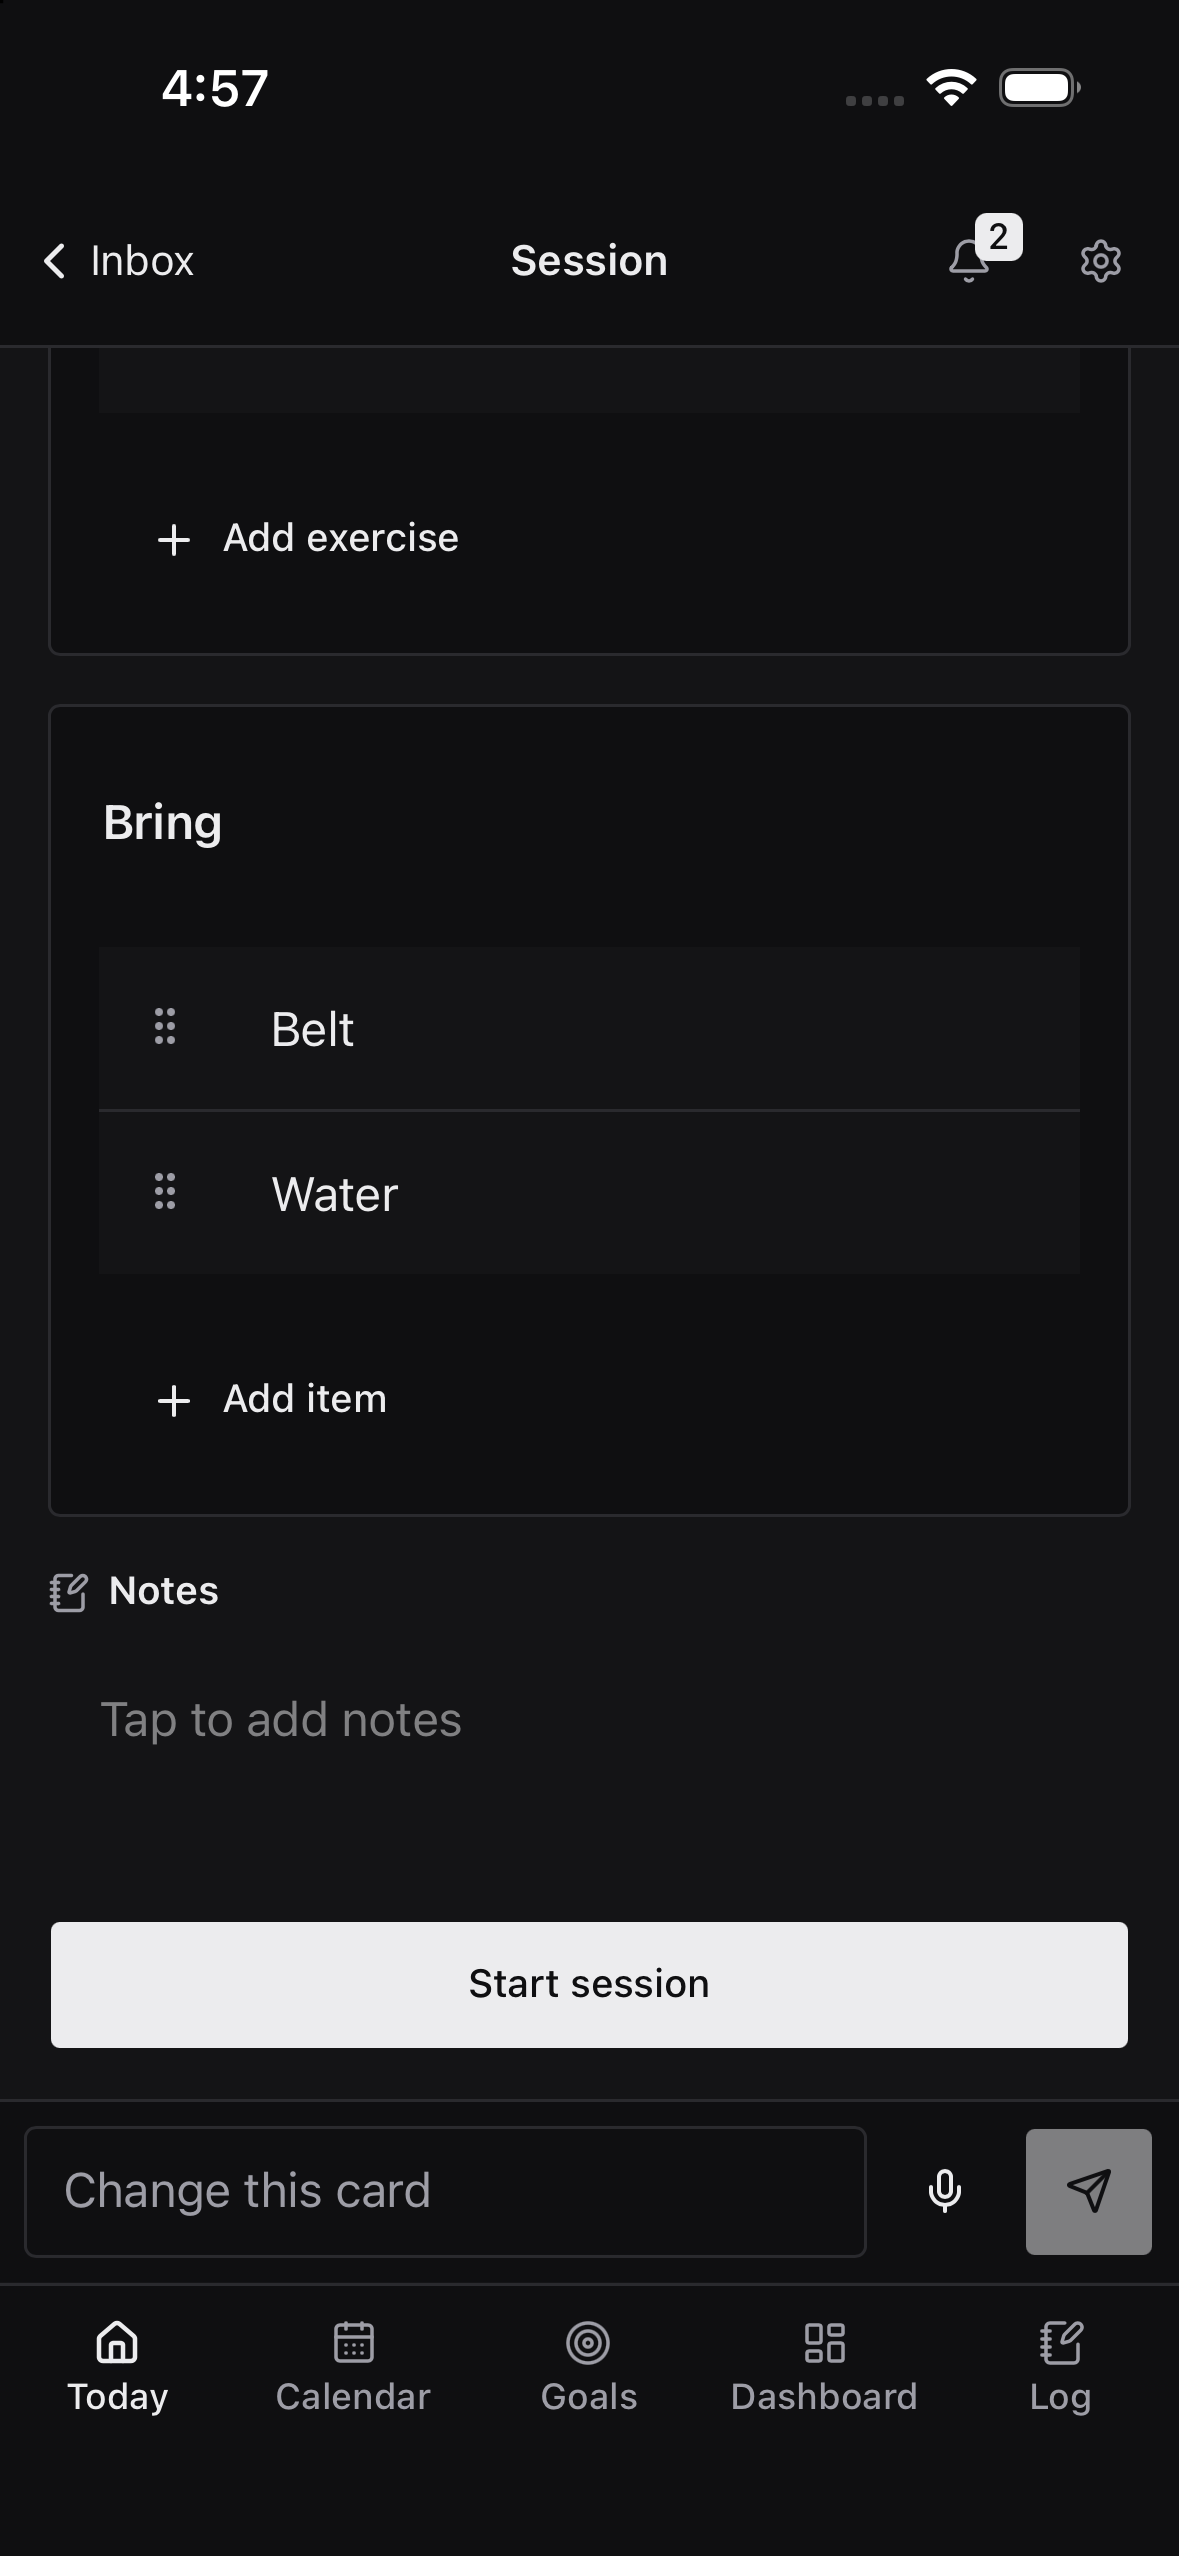 4:57
Inbox
Session
2
Add exercise
Bring
Belt
Water
Add item
Notes
Tap to add notes
Start session
Change this card
Today
Calendar
Goals
Dashboard
Log